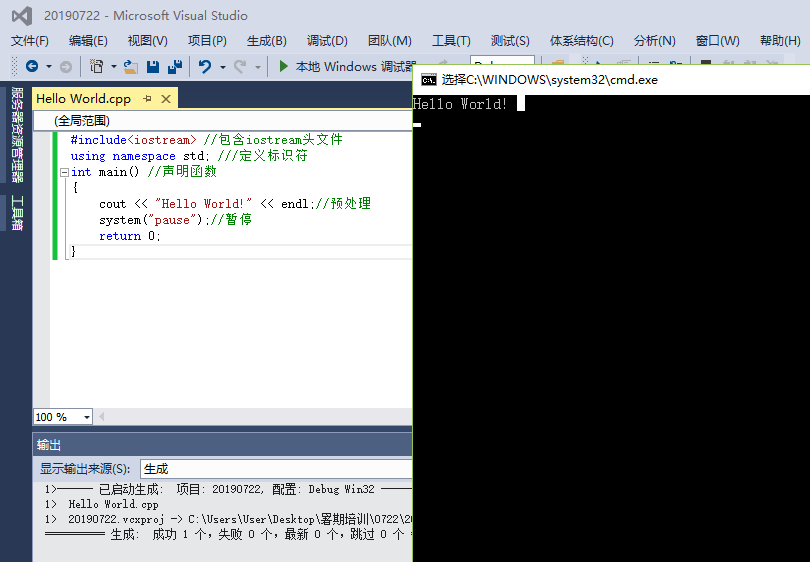 20190722 - Microsoft Visual Studio
文件(F) 编辑(E) 视图(V) 项目(P) 生成(B) 调试(D) 团队(M) 工具(T) 测试(S) 体系结构(C) 分析(N) 窗口(W) 帮助(H)
本地 Windows 调试器
选择C:\WINDOWS\system32\cmd.exe
Hello World!
服务器资源管理器
工具箱
Hello World.cpp
(全局范围)
#include<iostream> //包含iostream头文件
using namespace std; ///定义标识符
int main() //声明函数
{
cout << "Hello World!" << endl;//预处理
system("pause");//暂停
return 0;
}
100 %
输出
显示输出来源(S): 生成
1>------ 已启动生成: 项目: 20190722, 配置: Debug Win32 ------
1> Hello World.cpp
1> 20190722.vcxproj -> C:\Users\User\Desktop\暑期培训\0722\20
========== 生成: 成功 1 个，失败 0 个，最新 0 个，跳过 0 个